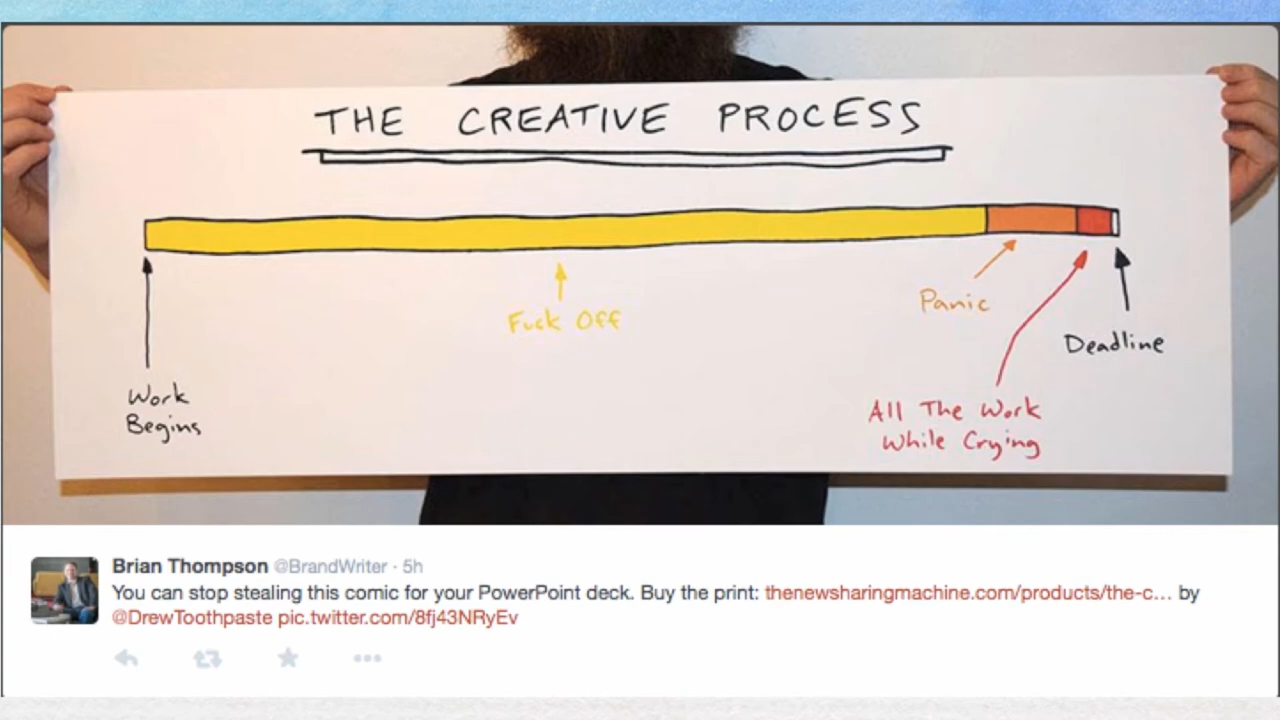 THE CREATIVE PROCESS
Fuck Off
Panic
Deadline
Work
Begins
All The Work
While Crying
Brian Thompson @BrandWriter · 5h
You can stop stealing this comic for your PowerPoint deck. Buy the print: thenewsharingmachine.com/products/the-c... by
@DrewToothpaste pic.twitter.com/8fj43NRyEv